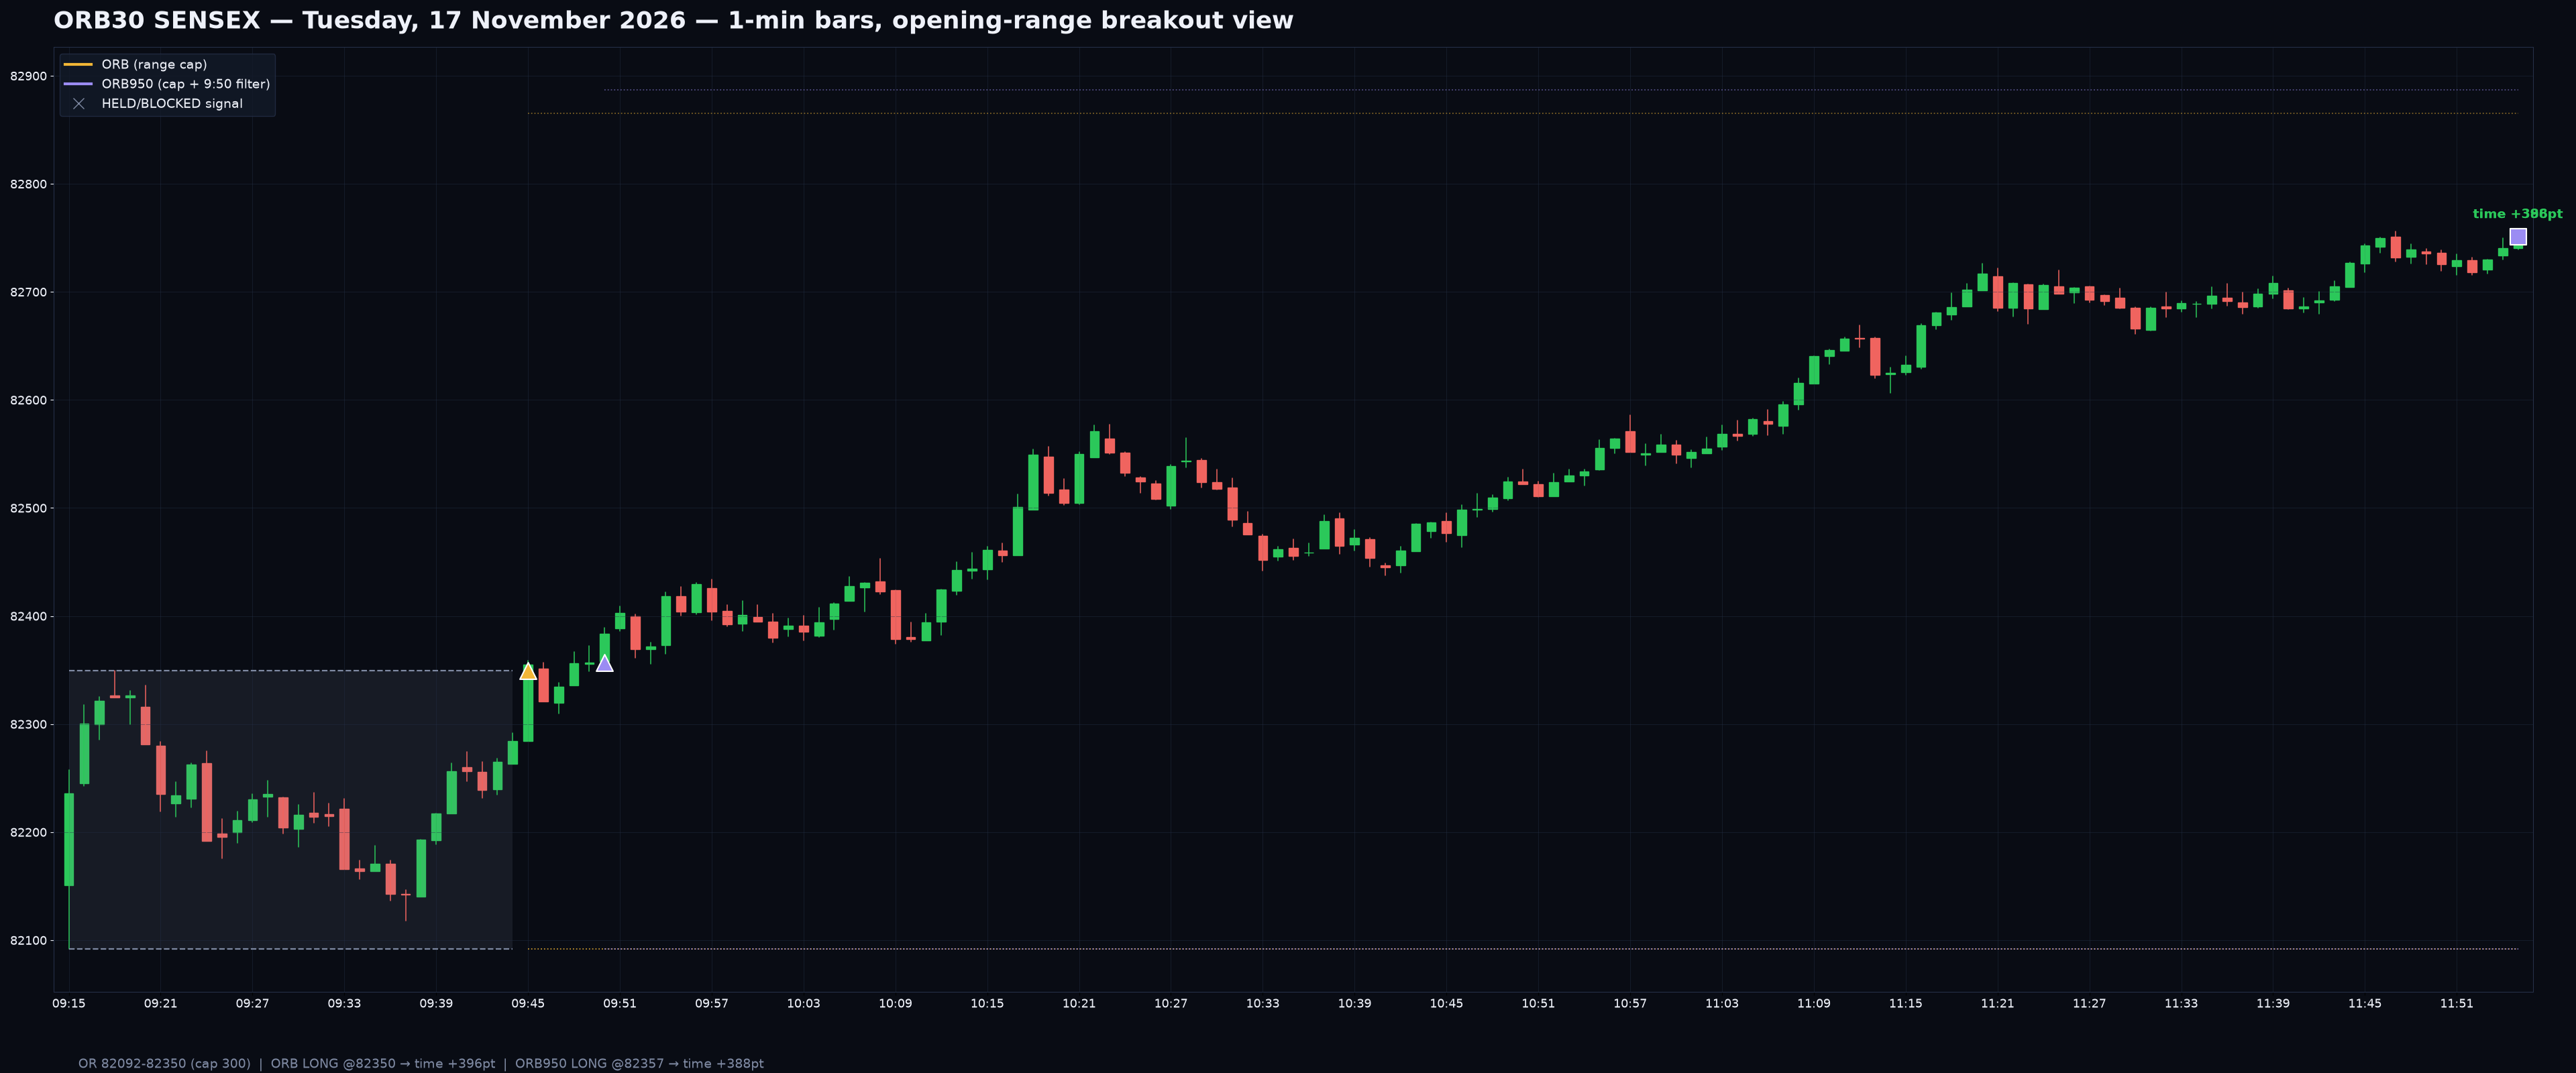 ORB30 SENSEX — Tuesday, 17 November 2026 — 1-min bars, opening-range breakout view
ORB (range cap)
ORB950 (cap + 9:50 filter)
HELD/BLOCKED signal
82900
82800
82700
82600
82500
82400
82300
82200
82100
time
09:15 09:21 09:27 09:33 09:39 09:45 09:51 09:57 10:03 10:09 10:15 10:21 10:27 10:33 10:39 10:45 10:51 10:57 11:03 11:09 11:15 11:21 11:27 11:33 11:39 11:45 11:51
OR 82092-82350 (cap 300) | ORB LONG @82350 → time +396pt | ORB950 LONG @82357 → time +388pt